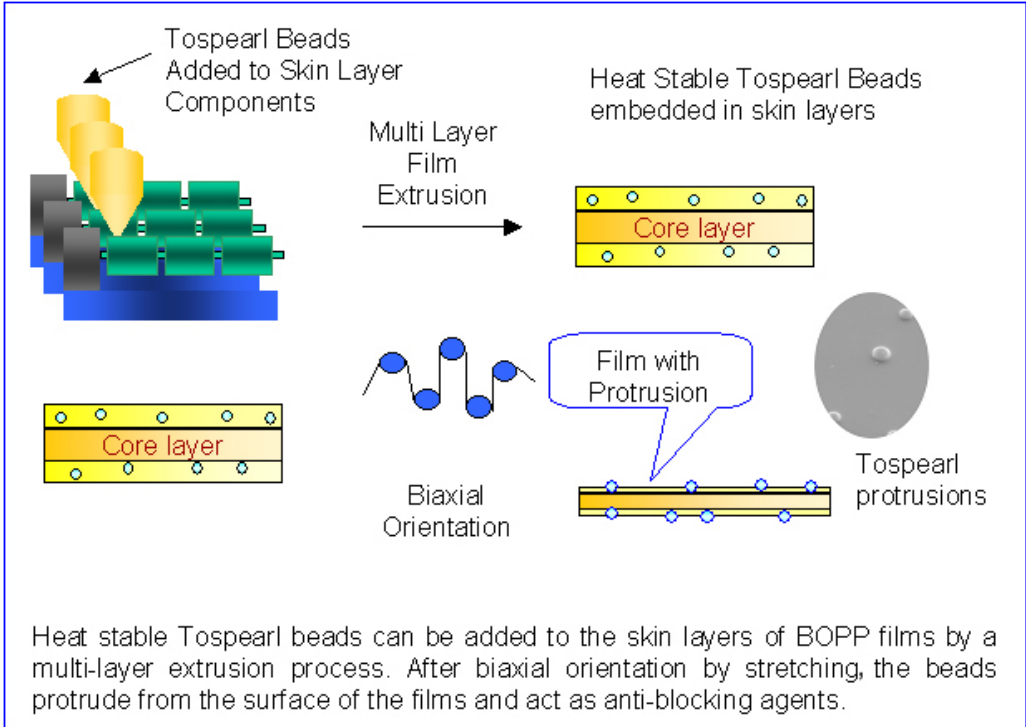 Tospearl Beads
Added to Skin Layer
Components
Multi Layer
Film
Extrusion
Heat Stable Tospearl Beads
embedded in skin layers
Core layer
Core layer
Biaxial
Orientation
Film with
Protrusion
Tospearl
protrusions
Heat stable Tospearl beads can be added to the skin layers of BOPP films by a
multi-layer extrusion process. After biaxial orientation by stretching, the beads
protrude from the surface of the films and act as anti-blocking agents.